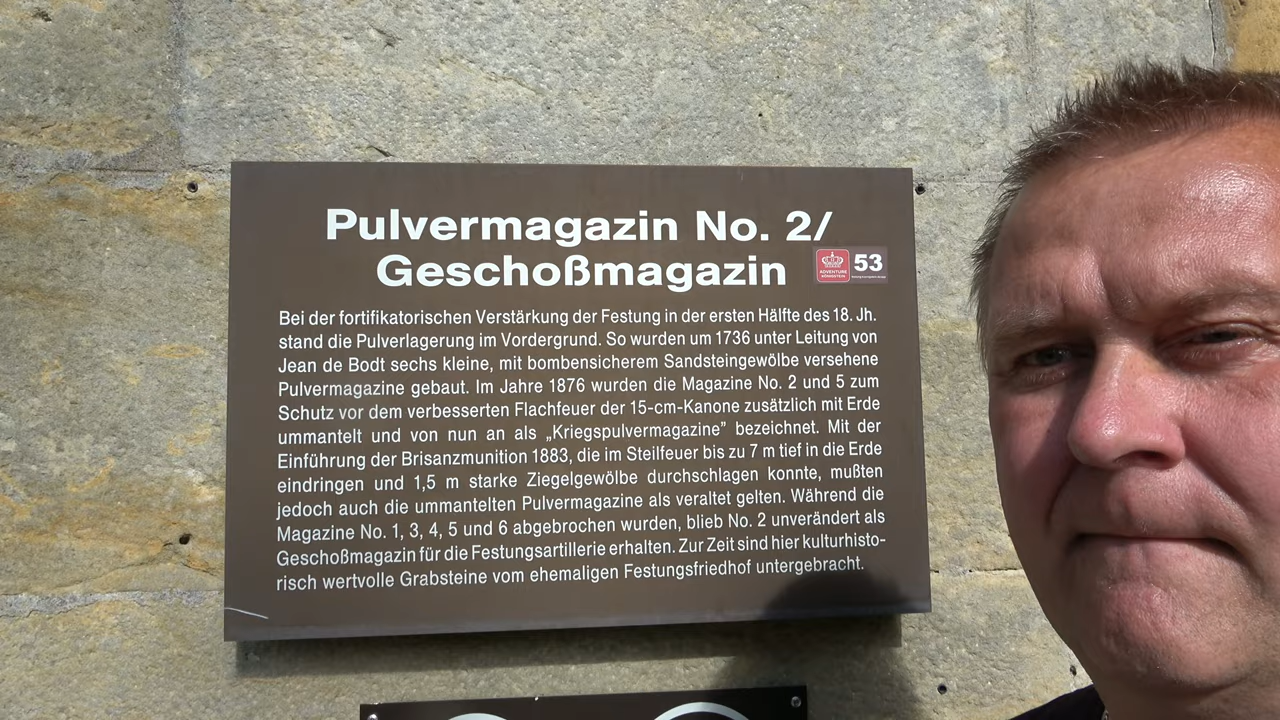 Pulvermagazin No. 2/
Geschoßmagazin
ADVENTURE
KÖNIGSTEIN
53
Bei der fortifikatorischen Verstärkung der Festung in der ersten Hälfte des 18. Jh.
stand die Pulverlagerung im Vordergrund. So wurden um 1736 unter Leitung von
Jean de Bodt sechs kleine, mit bombensicherem Sandsteingewölbe versehene
Pulvermagazine gebaut. Im Jahre 1876 wurden die Magazine No. 2 und 5 zum
Schutz vor dem verbesserten Flachfeuer der 15-cm-Kanone zusätzlich mit Erde
ummantelt und von nun an als „Kriegspulvermagazine” bezeichnet. Mit der
Einführung der Brisanzmunition 1883, die im Steilfeuer bis zu 7 m tief in die Erde
eindringen und 1,5 m starke Ziegelgewölbe durchschlagen konnte, mußten
jedoch auch die ummantelten Pulvermagazine als veraltet gelten. Während die
Magazine No. 1, 3, 4, 5 und 6 abgebrochen wurden, blieb No. 2 unverändert als
Geschoßmagazin für die Festungsartillerie erhalten. Zur Zeit sind hier kulturhisto-
risch wertvolle Grabsteine vom ehemaligen Festungsfriedhof untergebracht.